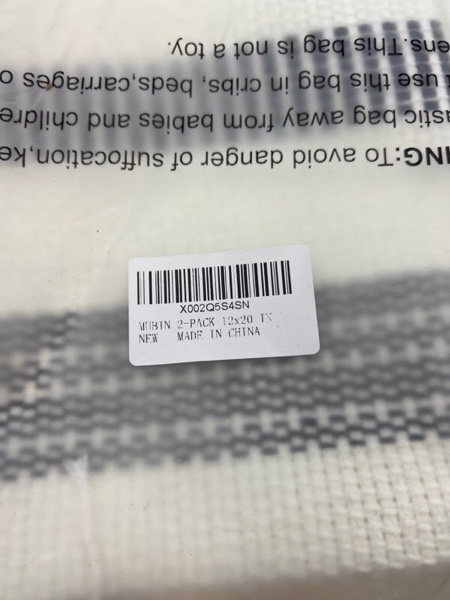 NING:To avoid danger of suffocation,ke
astic bag away from babies and childre
t use this bag in cribs, beds,carriages o
ens.This bag is not a toy.
X002Q5S4SN
MUBIN 2-PACK 12x20 IN
NEW MADE IN CHINA